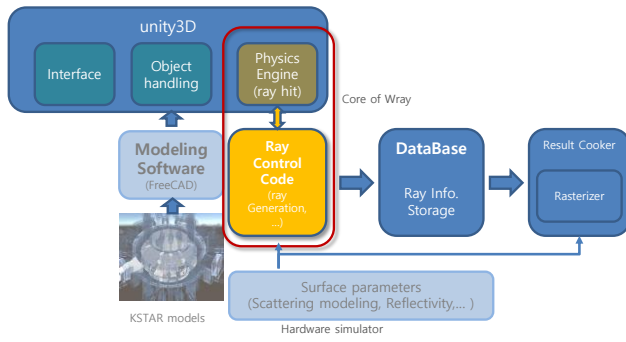 unity3D
Interface
Object
handling
Physics
Engine
(ray hit)
Core of Wray
Modeling
Software
(FreeCAD)
Ray
Control
Code
(ray
Generation,
...)
DataBase
Ray Info.
Storage
Result Cooker
Rasterizer
KSTAR models
Surface parameters
(Scattering modeling, Reflectivity,... )
Hardware simulator